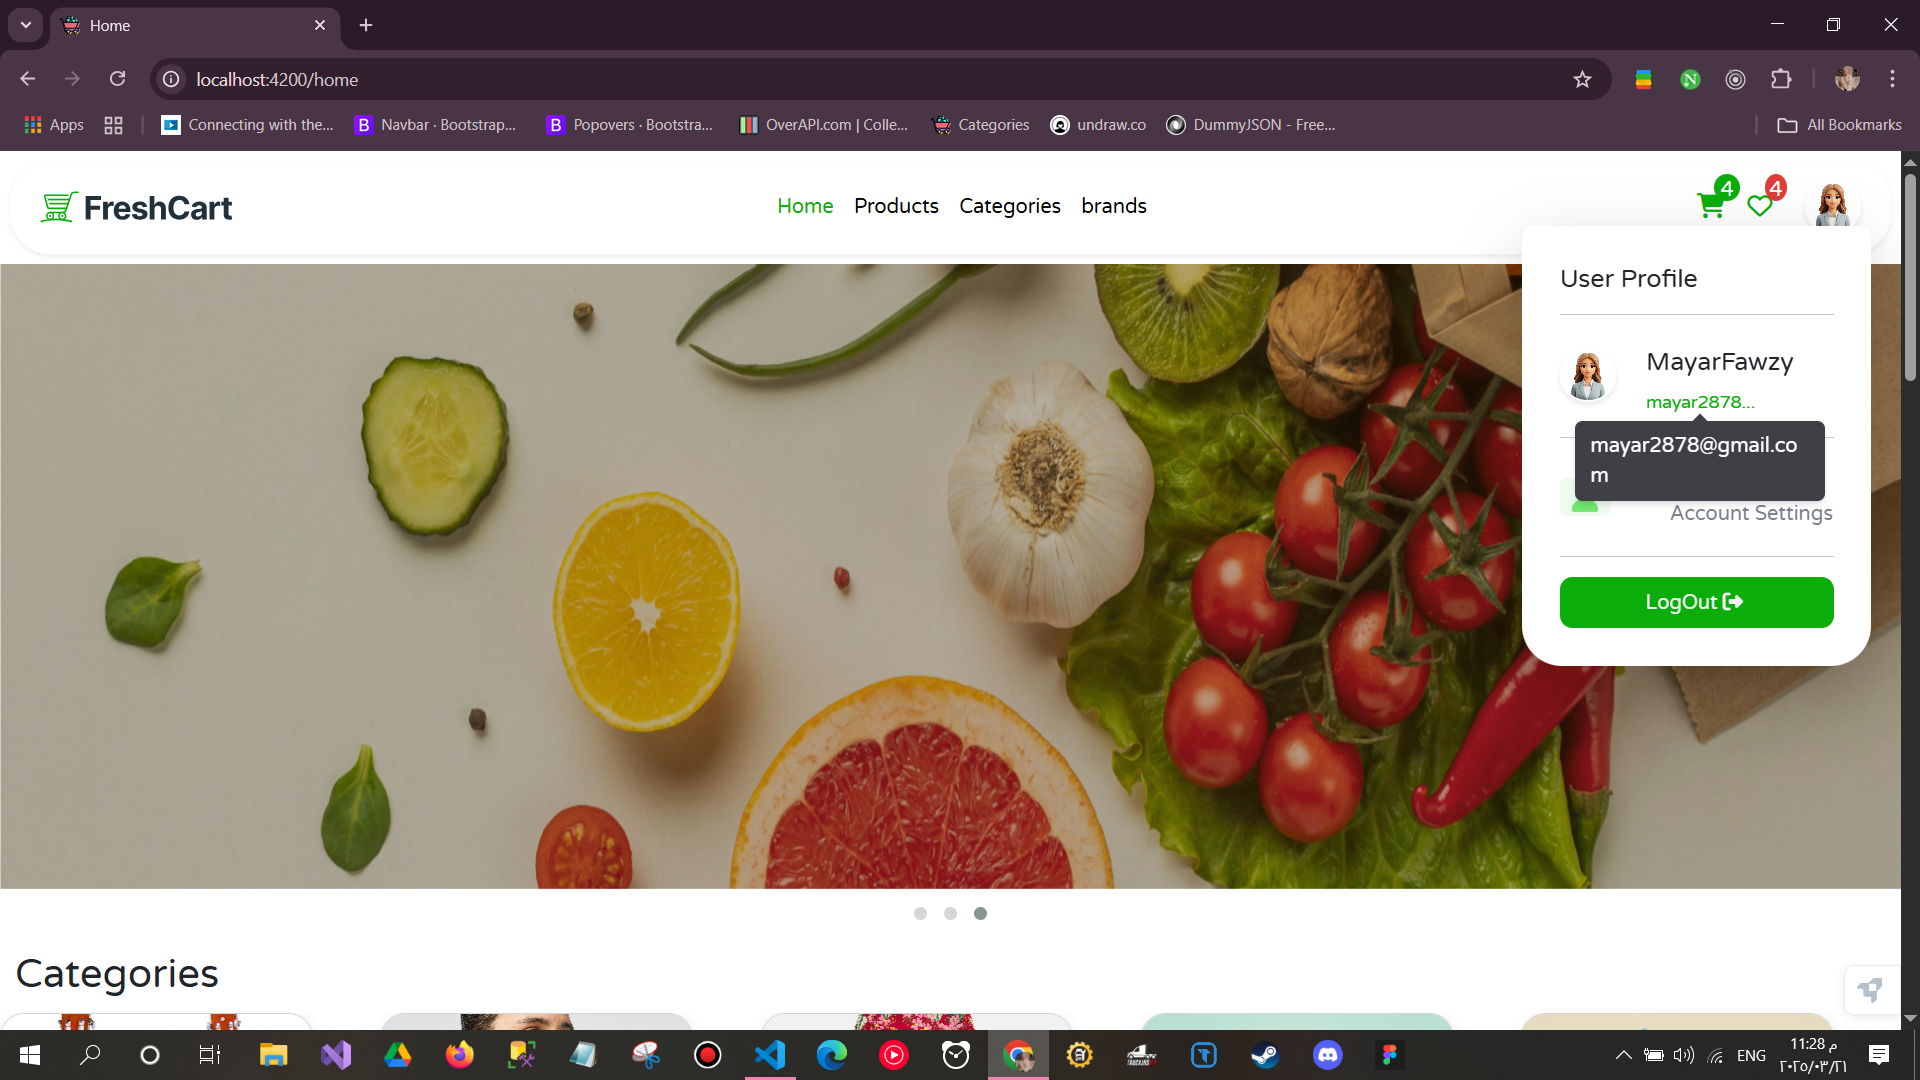 Home
localhost:4200/home
Apps
Connecting with the...
Navbar · Bootstrap...
Popovers · Bootstra...
OverAPI.com | Colle...
Categories
undraw.co
DummyJSON - Free...
All Bookmarks
FreshCart
Home
Products
Categories
brands
4
4
User Profile
MayarFawzy
mayar2878...
mayar2878@gmail.co
m
Account Settings
LogOut
Categories
ENG
11:28 م
٢٠٢٥/٠٣/٢١